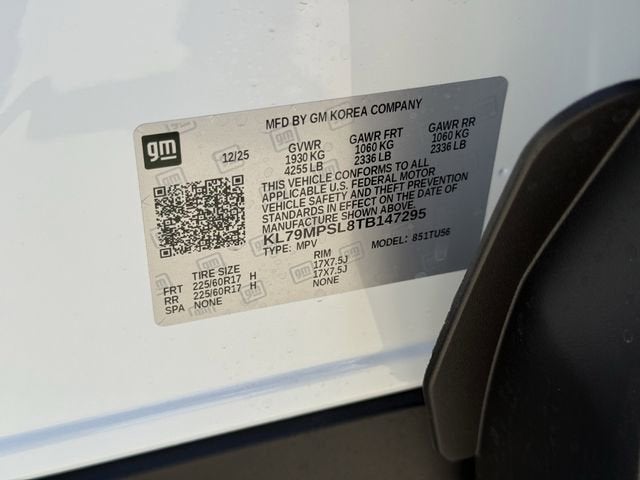 MFD BY GM KOREA COMPANY
gm
12/25
GVWR GAWR FRT GAWR RR
1930 KG 1060 KG 1060 KG
4255 LB 2336 LB 2336 LB
THIS VEHICLE CONFORMS TO ALL
APPLICABLE U.S. FEDERAL MOTOR
VEHICLE SAFETY AND THEFT PREVENTION
STANDARDS IN EFFECT ON THE DATE OF
MANUFACTURE SHOWN ABOVE.
KL79MPSL8TB147295
TYPE: MPV MODEL: 851TU56
TIRE SIZE RIM
FRT 225/60R17 H 17X7.5J
RR 225/60R17 H 17X7.5J
SPA NONE NONE